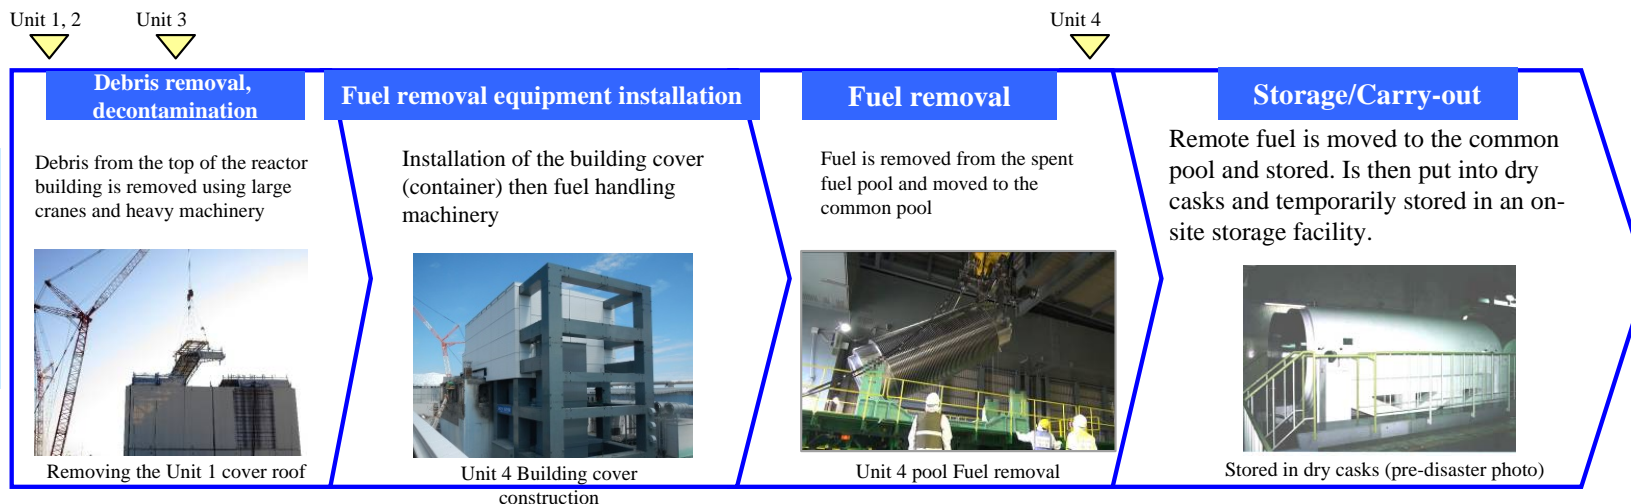 Unit 1, 2
Unit 3
Unit 4
Debris removal,
decontamination
Debris from the top of the reactor
building is removed using large
cranes and heavy machinery
Removing the Unit 1 cover roof
Fuel removal equipment installation
Installation of the building cover
(container) then fuel handling
machinery
Unit 4 Building cover
construction
Fuel removal
Fuel is removed from the spent
fuel pool and moved to the
common pool
Unit 4 pool Fuel removal
Storage/Carry-out
Remote fuel is moved to the common
pool and stored. Is then put into dry
casks and temporarily stored in an on-
site storage facility.
Stored in dry casks (pre-disaster photo)